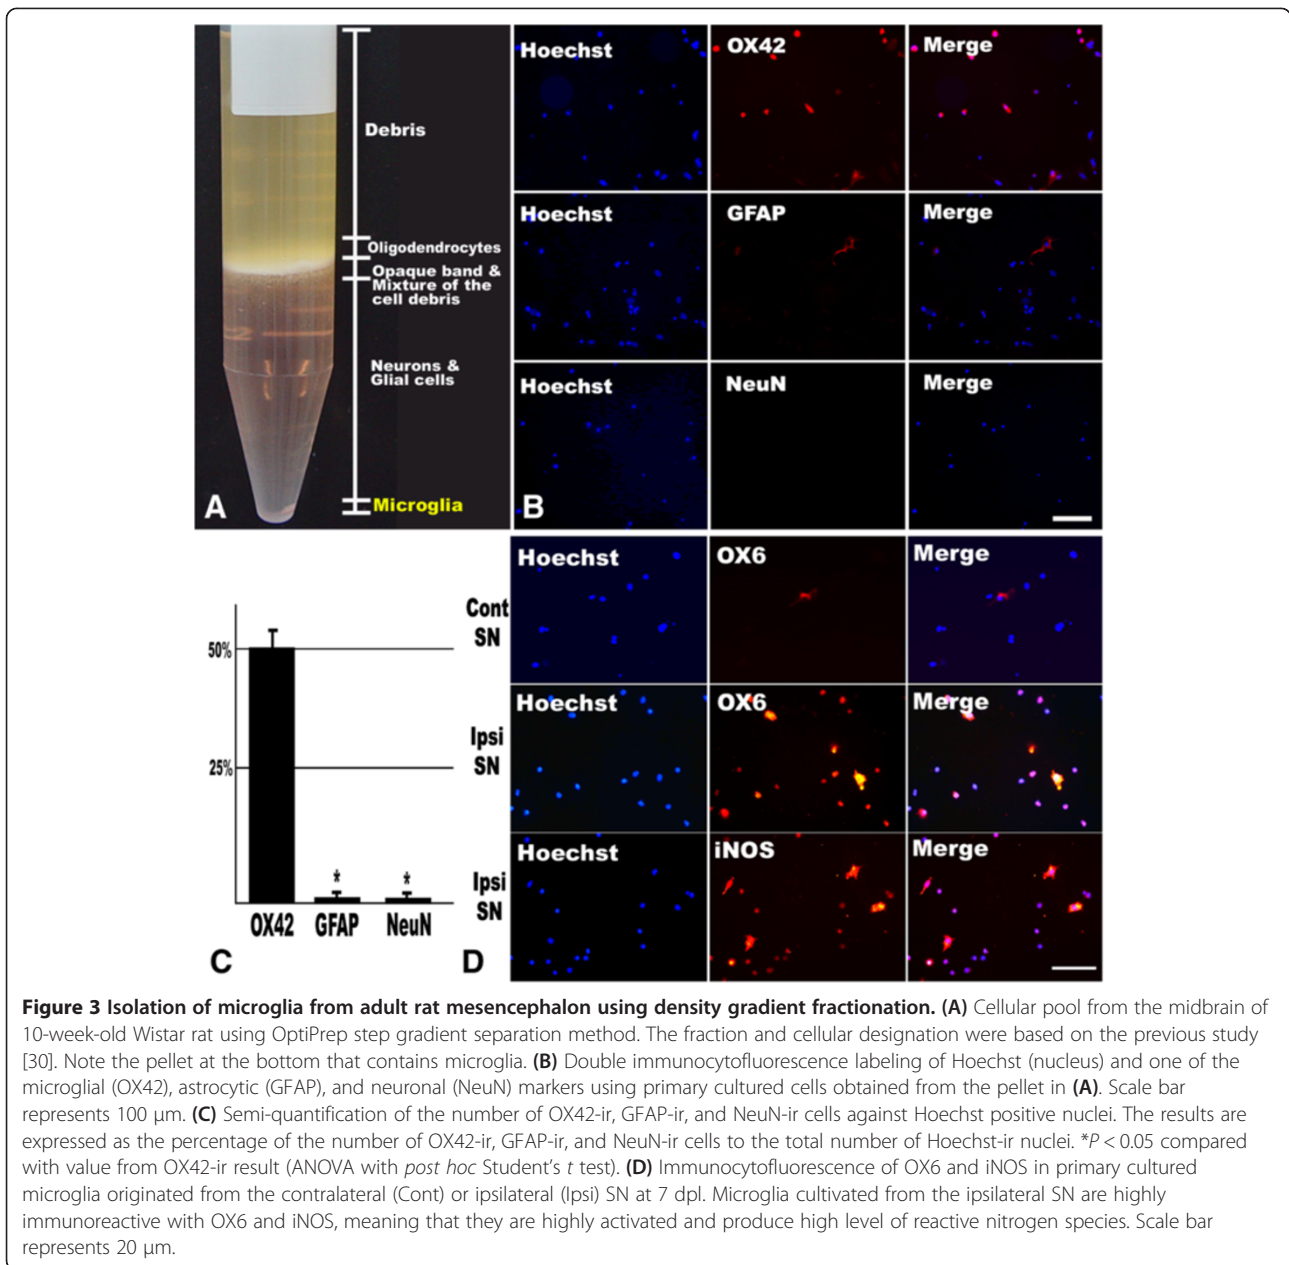 Debris
Oligodendrocytes
Opaque band &
Mixture of the
cell debris
Neurons &
Glial cells
Microglia
A
Hoechst
OX42
Merge
Hoechst
GFAP
Merge
Hoechst
NeuN
Merge
B
50%
25%
*
*
OX42
GFAP
NeuN
C
Cont
SN
Hoechst
OX6
Merge
Ipsi
SN
Hoechst
OX6
Merge
Ipsi
SN
Hoechst
iNOS
Merge
D
Figure 3 Isolation of microglia from adult rat mesencephalon using density gradient fractionation. (A) Cellular pool from the midbrain of
10-week-old Wistar rat using OptiPrep step gradient separation method. The fraction and cellular designation were based on the previous study
[30]. Note the pellet at the bottom that contains microglia. (B) Double immunocytofluorescence labeling of Hoechst (nucleus) and one of the
microglial (OX42), astrocytic (GFAP), and neuronal (NeuN) markers using primary cultured cells obtained from the pellet in (A). Scale bar
represents 100 μm. (C) Semi-quantification of the number of OX42-ir, GFAP-ir, and NeuN-ir cells against Hoechst positive nuclei. The results are
expressed as the percentage of the number of OX42-ir, GFAP-ir, and NeuN-ir cells to the total number of Hoechst-ir nuclei. *P < 0.05 compared
with value from OX42-ir result (ANOVA with post hoc Student's t test). (D) Immunocytofluorescence of OX6 and iNOS in primary cultured
microglia originated from the contralateral (Cont) or ipsilateral (Ipsi) SN at 7 dpl. Microglia cultivated from the ipsilateral SN are highly
immunoreactive with OX6 and iNOS, meaning that they are highly activated and produce high level of reactive nitrogen species. Scale bar
represents 20 μm.